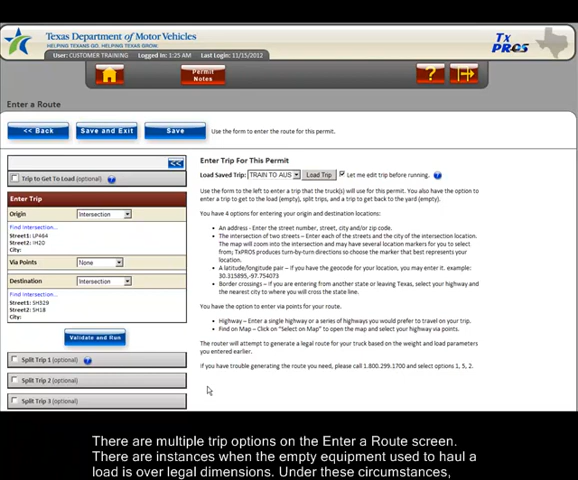 Texas Department of Motor Vehicles
HELPING TEXANS GO. HELPING TEXAS GROW.
User: CUSTOMER TRAINING Logged In: 1:25 AM Last Login: 11/15/2012
Tx
PROS
Permit
Notes
?
Enter a Route
<< Back
Save and Exit
Save
Use the form to enter the route for this permit.
<<
Trip to Get To Load (optional) ?
Enter Trip
Origin Intersection
Find Intersection...
Street1: UP464
Street2: IH20
City:
Via Points None
Destination Intersection
Find Intersection...
Street1: SH529
Street2: SH18
City:
Validate and Run
Split Trip 1 (optional) ?
Split Trip 2 (optional)
Split Trip 3 (optional)
Enter Trip For This Permit
Load Saved Trip: TRAIN TO AUS Load Trip Let me edit trip before running. ?
Use the form to the left to enter a trip that the truck(s) will use for this permit. You also have the option to
enter a trip to get to the load (empty), split trips, and a trip to get back to the yard (empty).
You have 4 options for entering your origin and destination locations:
• An address - Enter the street number, street, city and/or zip code.
• The intersection of two streets – Enter each of the streets and the city of the intersection location.
The map will zoom into the intersection and may have several location markers for you to select
from; TxPROS produces turn-by-turn directions so choose the marker that best represents your
location.
• A latitude/longitude pair – If you have the geocode for your location, you may enter it. example:
30.315895,-97.754073
• Border crossings – If you are entering from another state or leaving Texas, select your highway and
the nearest city to where you will cross the state line.
You have the option to enter via points for your route.
• Highway – Enter a single highway or a series of highways you would prefer to travel on your trip.
• Find on Map – Click on "Select on Map" to open the map and select your highway via points.
The router will attempt to generate a legal route for your truck based on the weight and load parameters
you entered earlier.
If you have trouble generating the route you need, please call 1.800.299.1700 and select options 1, 5, 2.
There are multiple trip options on the Enter a Route screen.
There are instances when the empty equipment used to haul a
load is over legal dimensions. Under these circumstances,